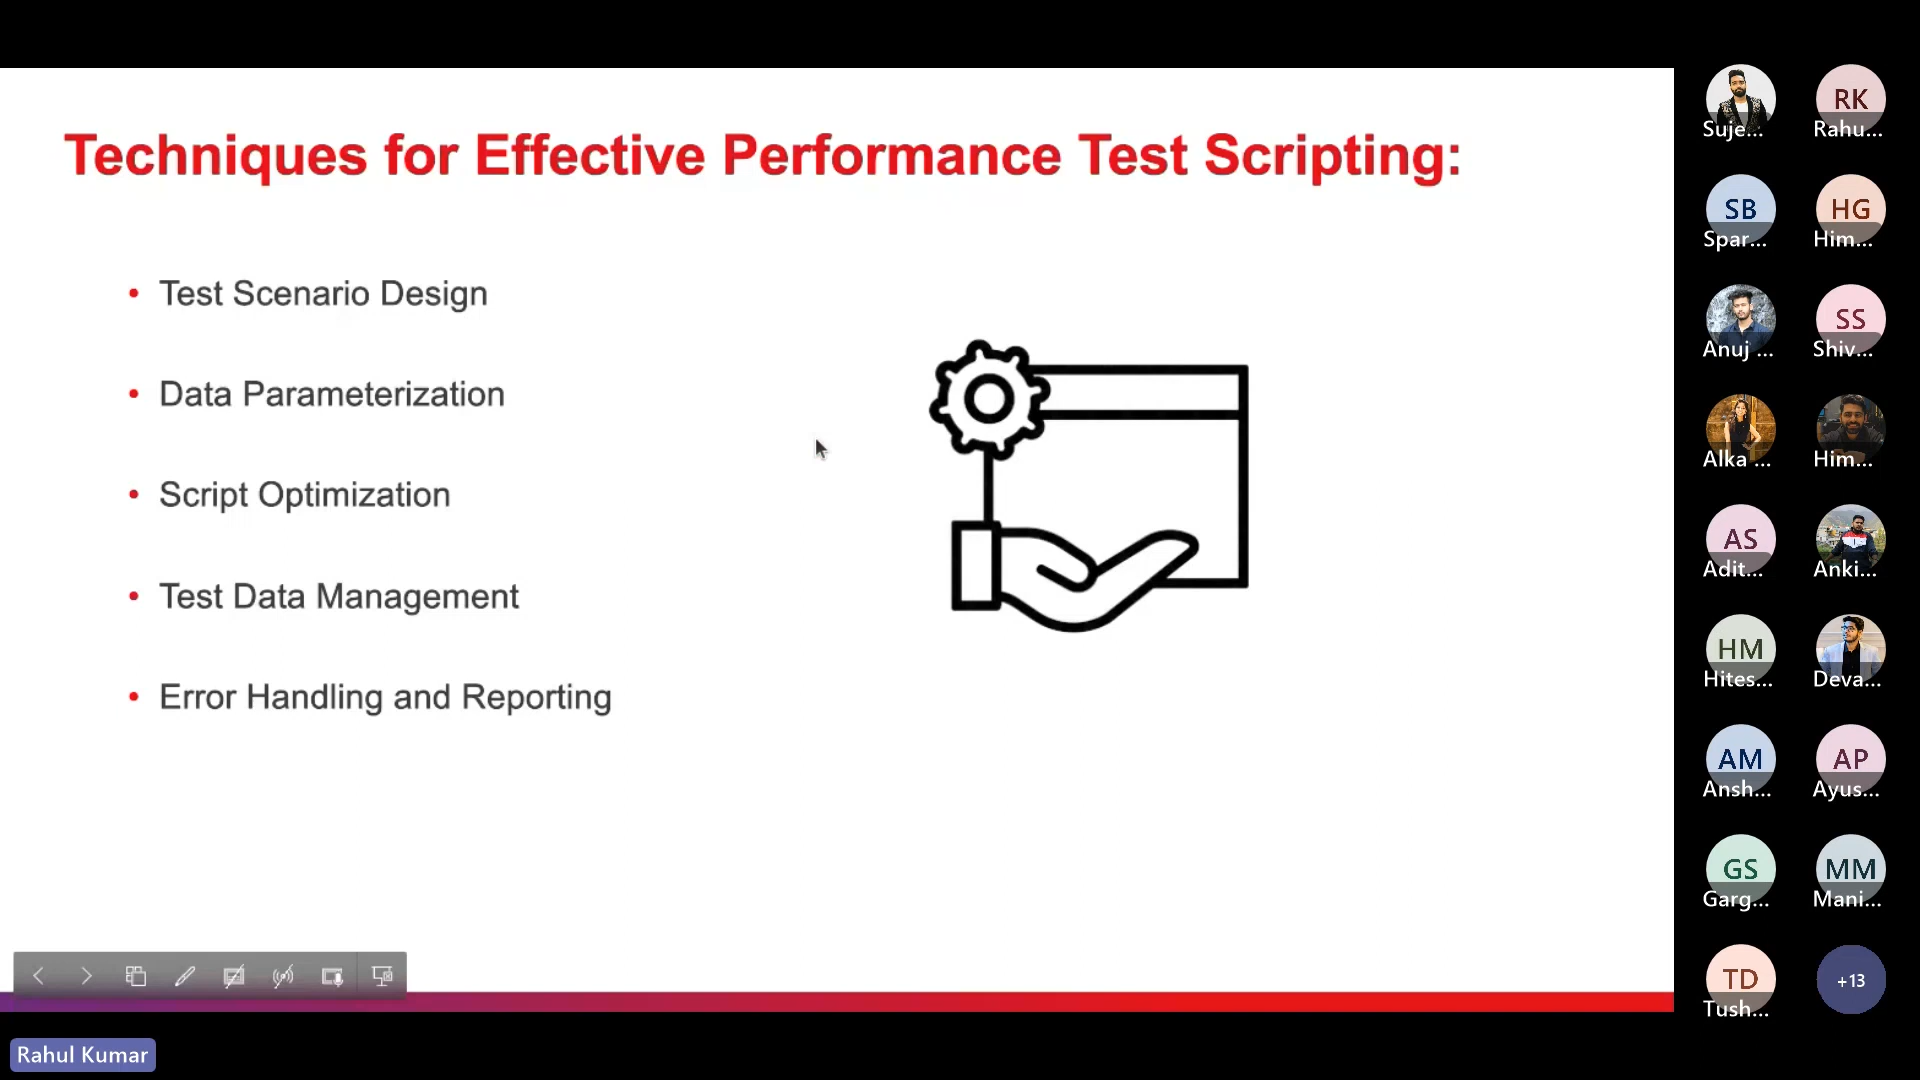 Techniques for Effective Performance Test Scripting:
• Test Scenario Design
• Data Parameterization
• Script Optimization
• Test Data Management
• Error Handling and Reporting
Suje...
RK
Rahu...
SB
Spar...
HG
Him...
Anuj ...
SS
Shiv...
Alka ...
Him...
AS
Adit...
Anki...
HM
Hites...
Deva...
AM
Ansh...
AP
Ayus...
GS
Garg...
MM
Mani...
TD
Tush...
+13
Rahul Kumar